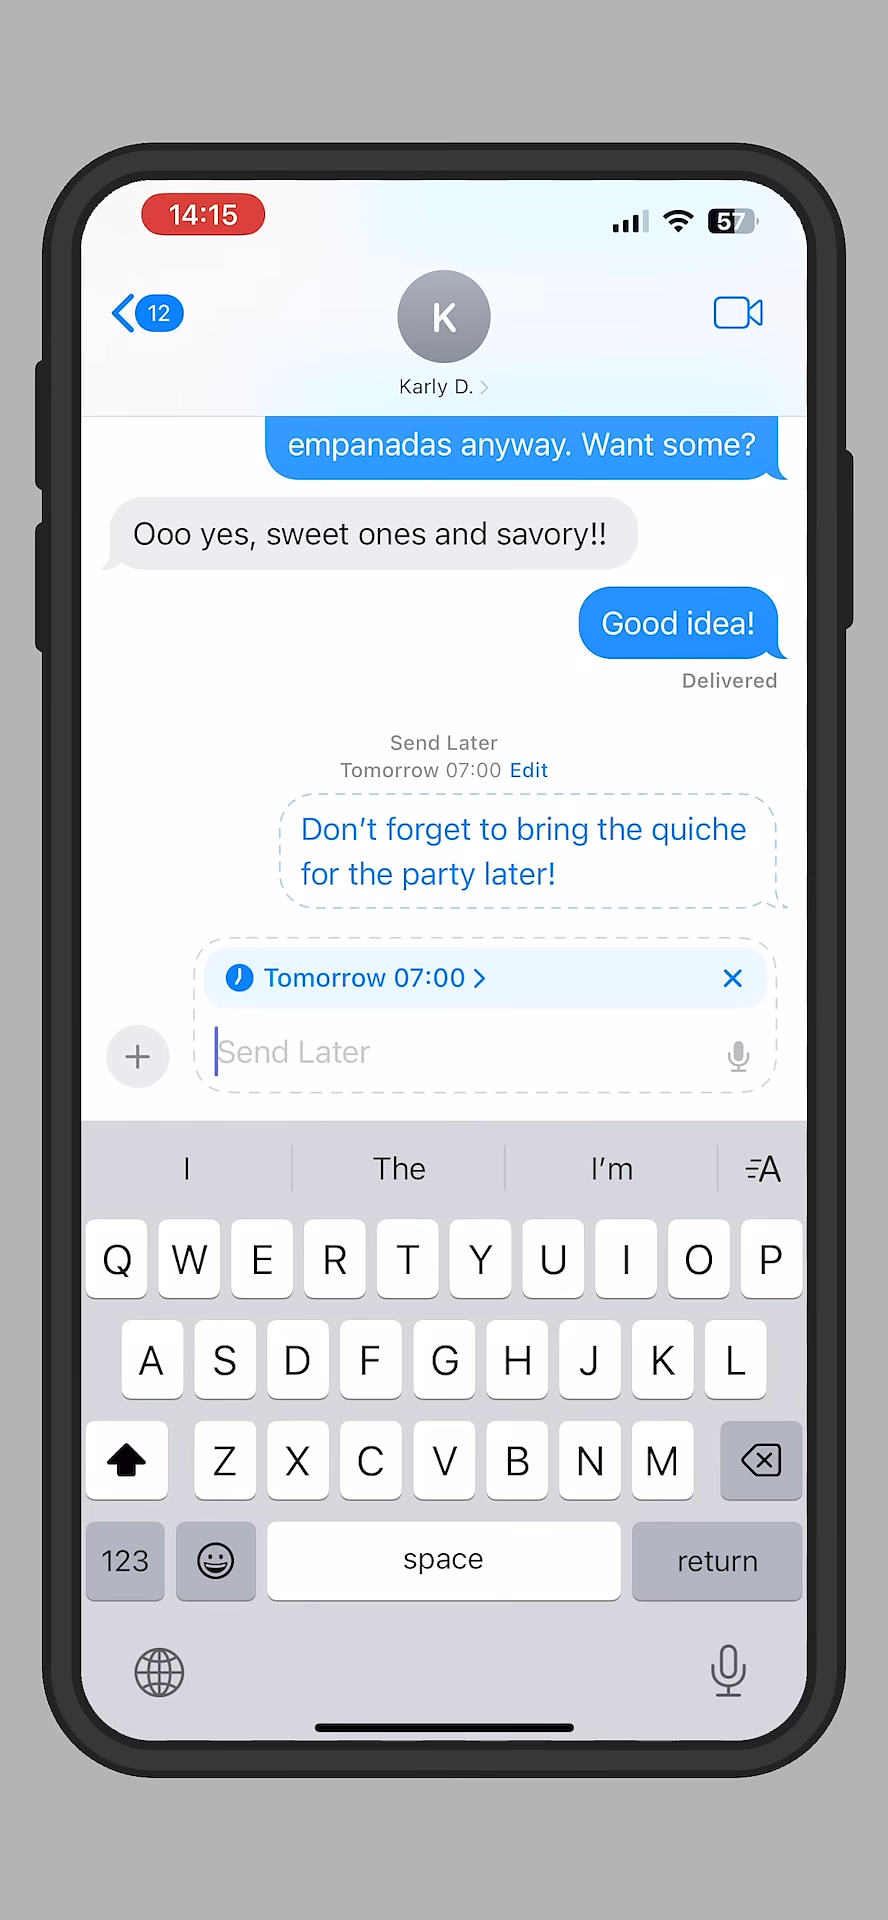 14:15
57
12
K
Karly D.
empanadas anyway. Want some?
Ooo yes, sweet ones and savory!!
Good idea!
Delivered
Send Later
Tomorrow 07:00 Edit
Don’t forget to bring the quiche
for the party later!
Tomorrow 07:00
Send Later
I The I’m A
Q W E R T Y U I O P
A S D F G H J K L
Z X C V B N M
123 space return